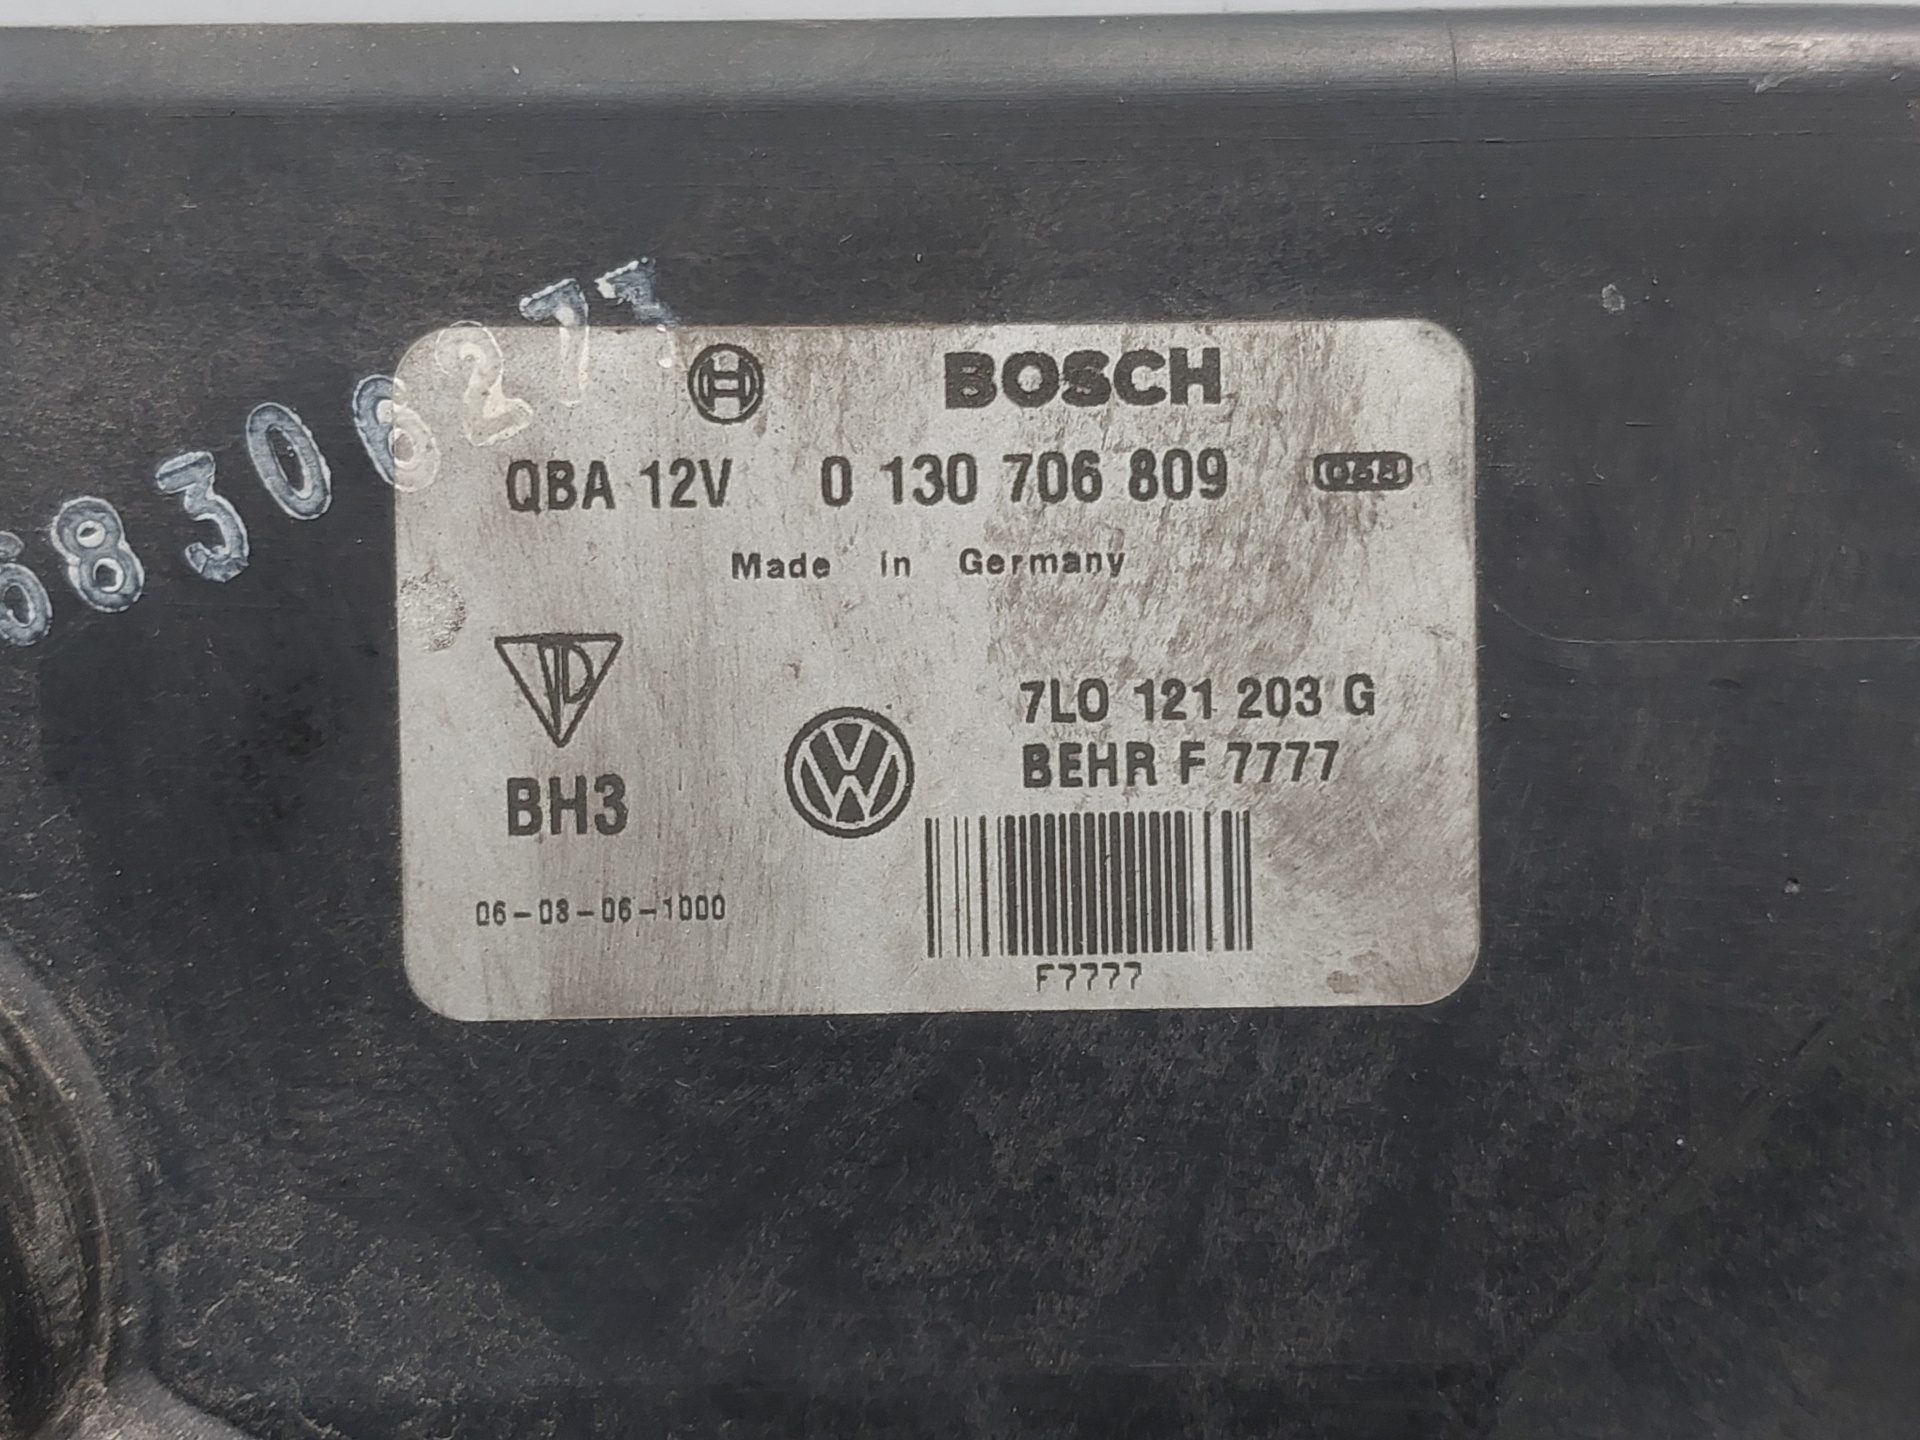 BOSCH
QBA 12V 0 130 706 809
Made in Germany
7L0 121 203 G
BEHR F 7777
BH3
06-08-06-1000
F7777